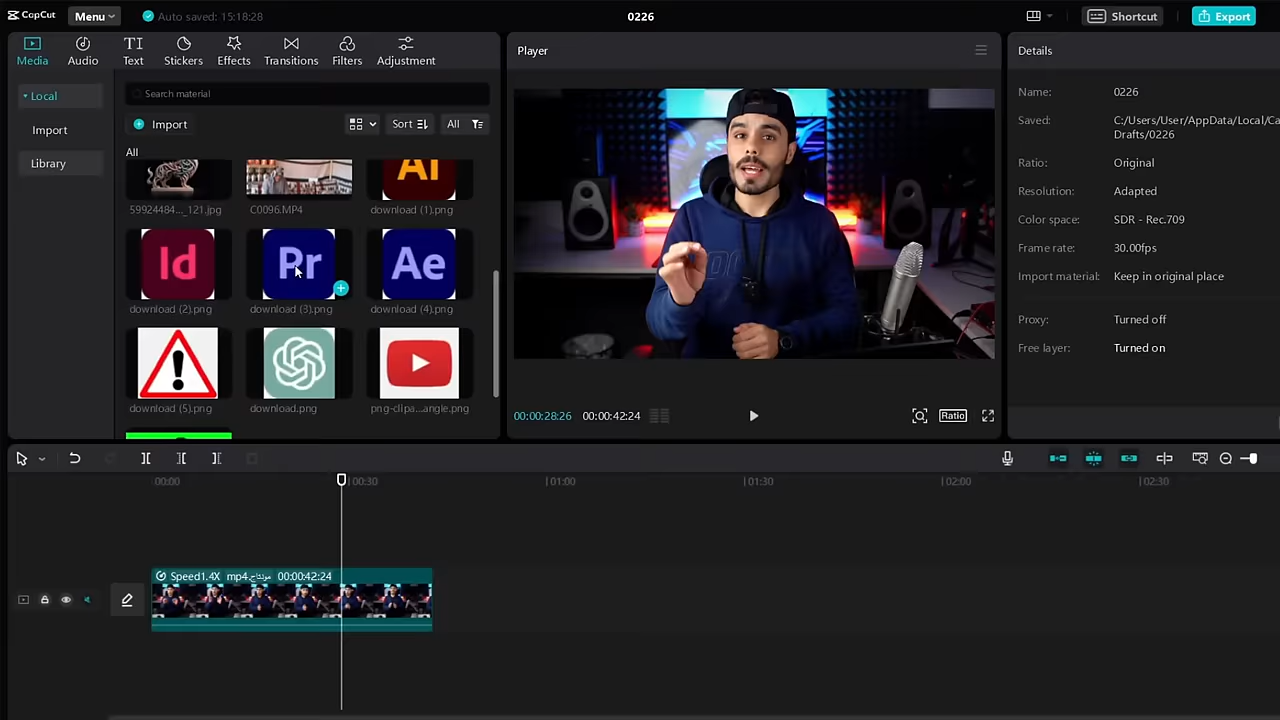 CapCut
Menu
Auto saved: 15:18:28
0226
Shortcut
Export
Media
Audio
Text
Stickers
Effects
Transitions
Filters
Adjustment
Local
Import
Library
Search material
Import
Sort
All
All
59924484..._121.jpg
C0096.MP4
download (1).png
Ai
Id
Pr
Ae
download (2).png
download (3).png
download (4).png
download (5).png
download.png
png-clipa...angle.png
Player
00:00:28:26
00:00:42:24
Ratio
Details
Name:
0226
Saved:
C:/Users/User/AppData/Local/Ca
Drafts/0226
Ratio:
Original
Resolution:
Adapted
Color space:
SDR - Rec.709
Frame rate:
30.00fps
Import material:
Keep in original place
Proxy:
Turned off
Free layer:
Turned on
00:00
00:30
01:00
01:30
02:00
02:30
Speed1.4X
مونتاج.mp4
00:00:42:24